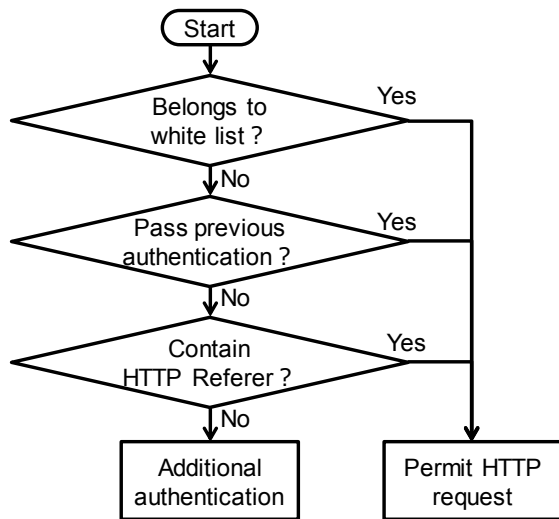 Start
Belongs to
white list ?
Yes
No
Pass previous
authentication ?
Yes
No
Contain
HTTP Referer ?
Yes
No
Additional
authentication
Permit HTTP
request